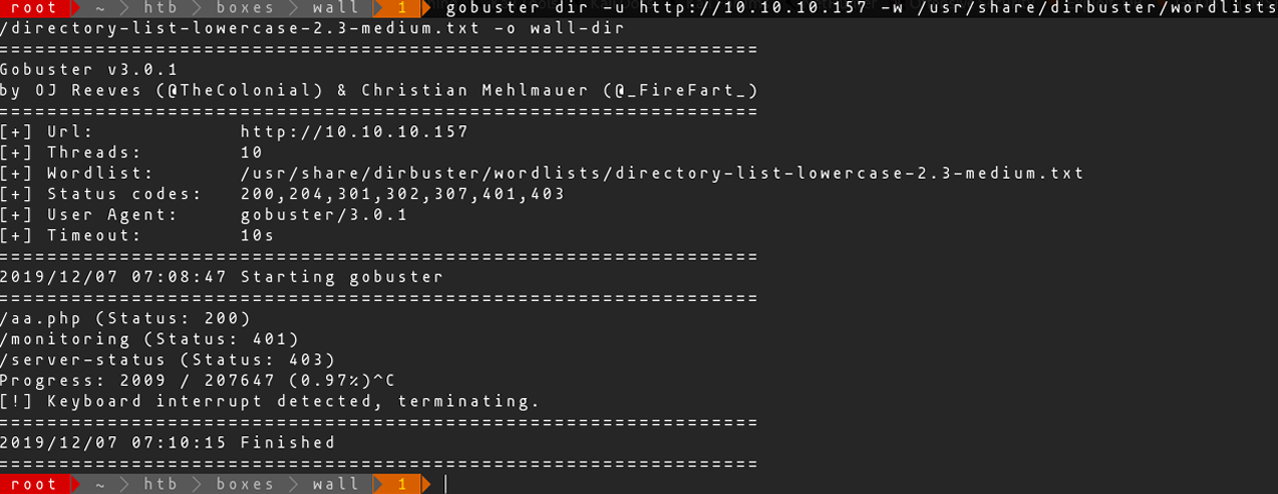 root ~ htb boxes wall 1 gobuster dir -u http://10.10.10.157 -w /usr/share/dirbuster/wordlists
/directory-list-lowercase-2.3-medium.txt -o wall-dir
===============================================================
Gobuster v3.0.1
by OJ Reeves (@TheColonial) & Christian Mehlmauer (@_FireFart_)
===============================================================
[+] Url:            http://10.10.10.157
[+] Threads:        10
[+] Wordlist:       /usr/share/dirbuster/wordlists/directory-list-lowercase-2.3-medium.txt
[+] Status codes:   200,204,301,302,307,401,403
[+] User Agent:     gobuster/3.0.1
[+] Timeout:        10s
===============================================================
2019/12/07 07:08:47 Starting gobuster
===============================================================
/aa.php (Status: 200)
/monitoring (Status: 401)
/server-status (Status: 403)
Progress: 2009 / 207647 (0.97%)^C
[!] Keyboard interrupt detected, terminating.
===============================================================
2019/12/07 07:10:15 Finished
===============================================================
root ~ htb boxes wall 1